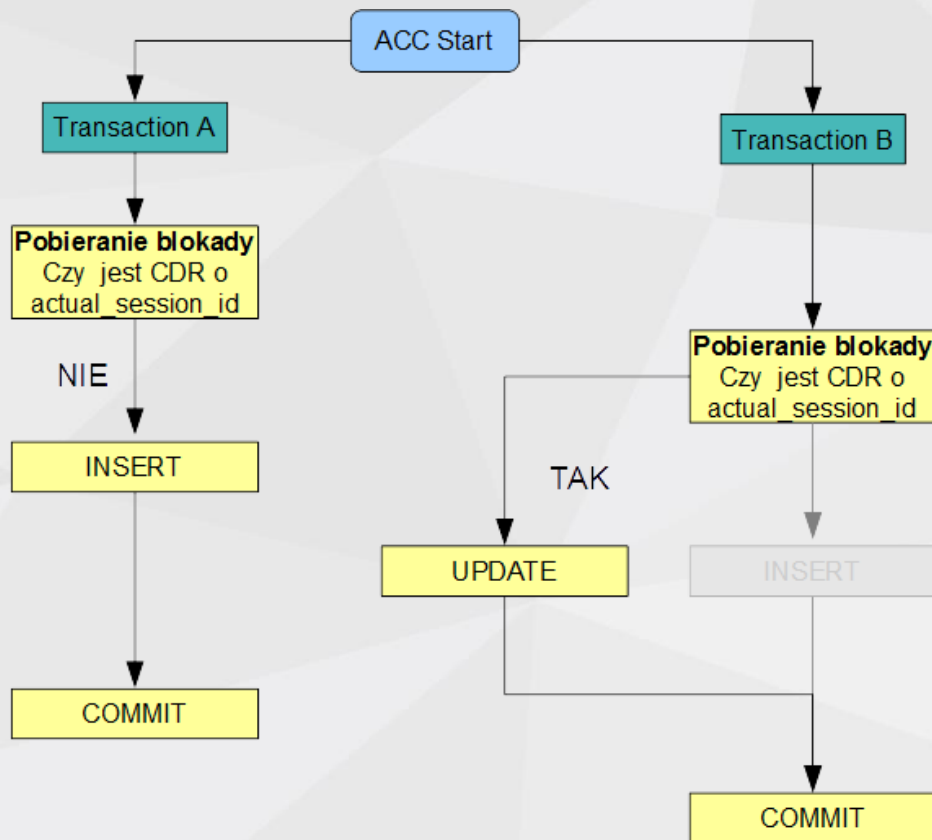 ACC Start
Transaction A
Transaction B
Pobieranie blokady
Czy jest CDR o
actual_session_id
Pobieranie blokady
Czy jest CDR o
actual_session_id
NIE
INSERT
TAK
UPDATE
INSERT
COMMIT
COMMIT